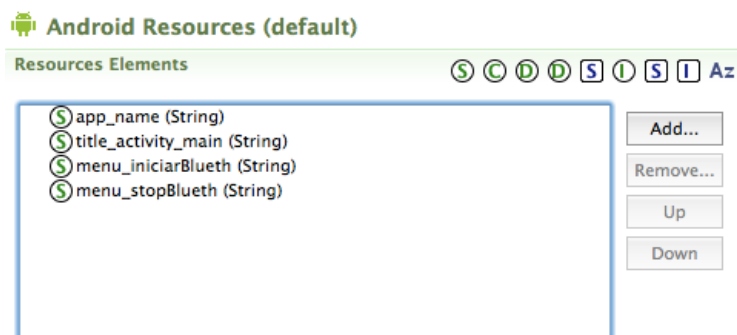 Android Resources (default)
Resources Elements
S C D D S I S I Az
S app_name (String)
S title_activity_main (String)
S menu_iniciarBlueth (String)
S menu_stopBlueth (String)
Add...
Remove...
Up
Down